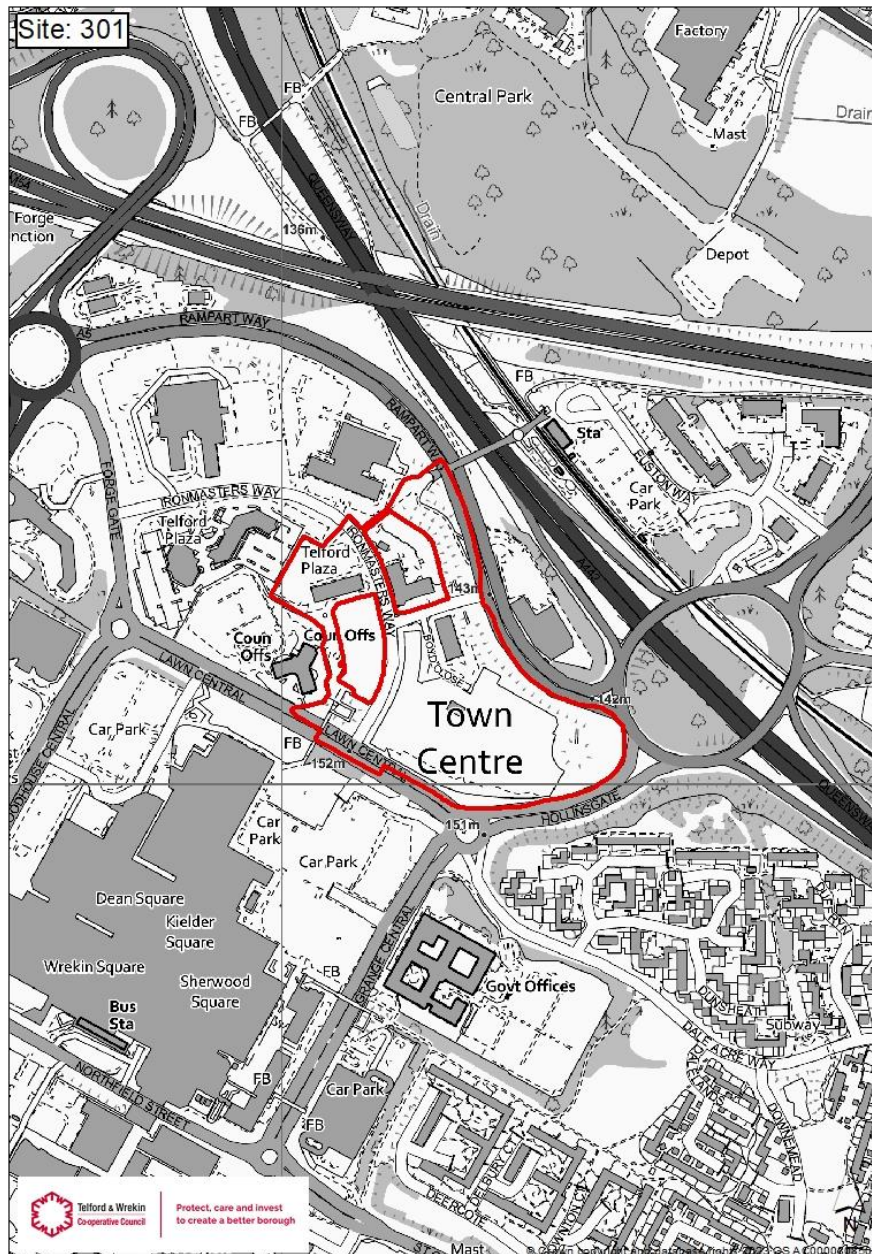 Site: 301
Factory
FB
Central Park
FB
Drain
Mast
M54
QUEENSWAY
Forge
Drain
136m
Depot
RAMPART WAY
A5
FB
RAMPART WAY
Sta
FORGE GATE
EUSTON WAY
IRONMASTERS WAY
Car
Park
Telford
Plaza
Telford
Plaza
IRONMASTERS WAY
A442
143m
Coun
Offs
Coun Offs
BOYD CLOSE
LAWN CENTRAL
142m
Town
Centre
Car Park
LAWN CENTRAL
FB
152m
QUEENSWAY
HOLLINSGATE
151m
Car
Park
Car Park
Dean Square
Kielder
Square
GRANGE CENTRAL
Wrekin Square
FB
Sherwood
Square
Govt Offices
Bus
Sta
DUNSHEATH
Subway
DALE ACRE WAY
FB
Car Park
NORTHFIELD STREET
FB
DOWNEMEAD
DEERCOTE
Telford & Wrekin
Co-operative Council
Protect, care and invest
to create a better borough
Mast